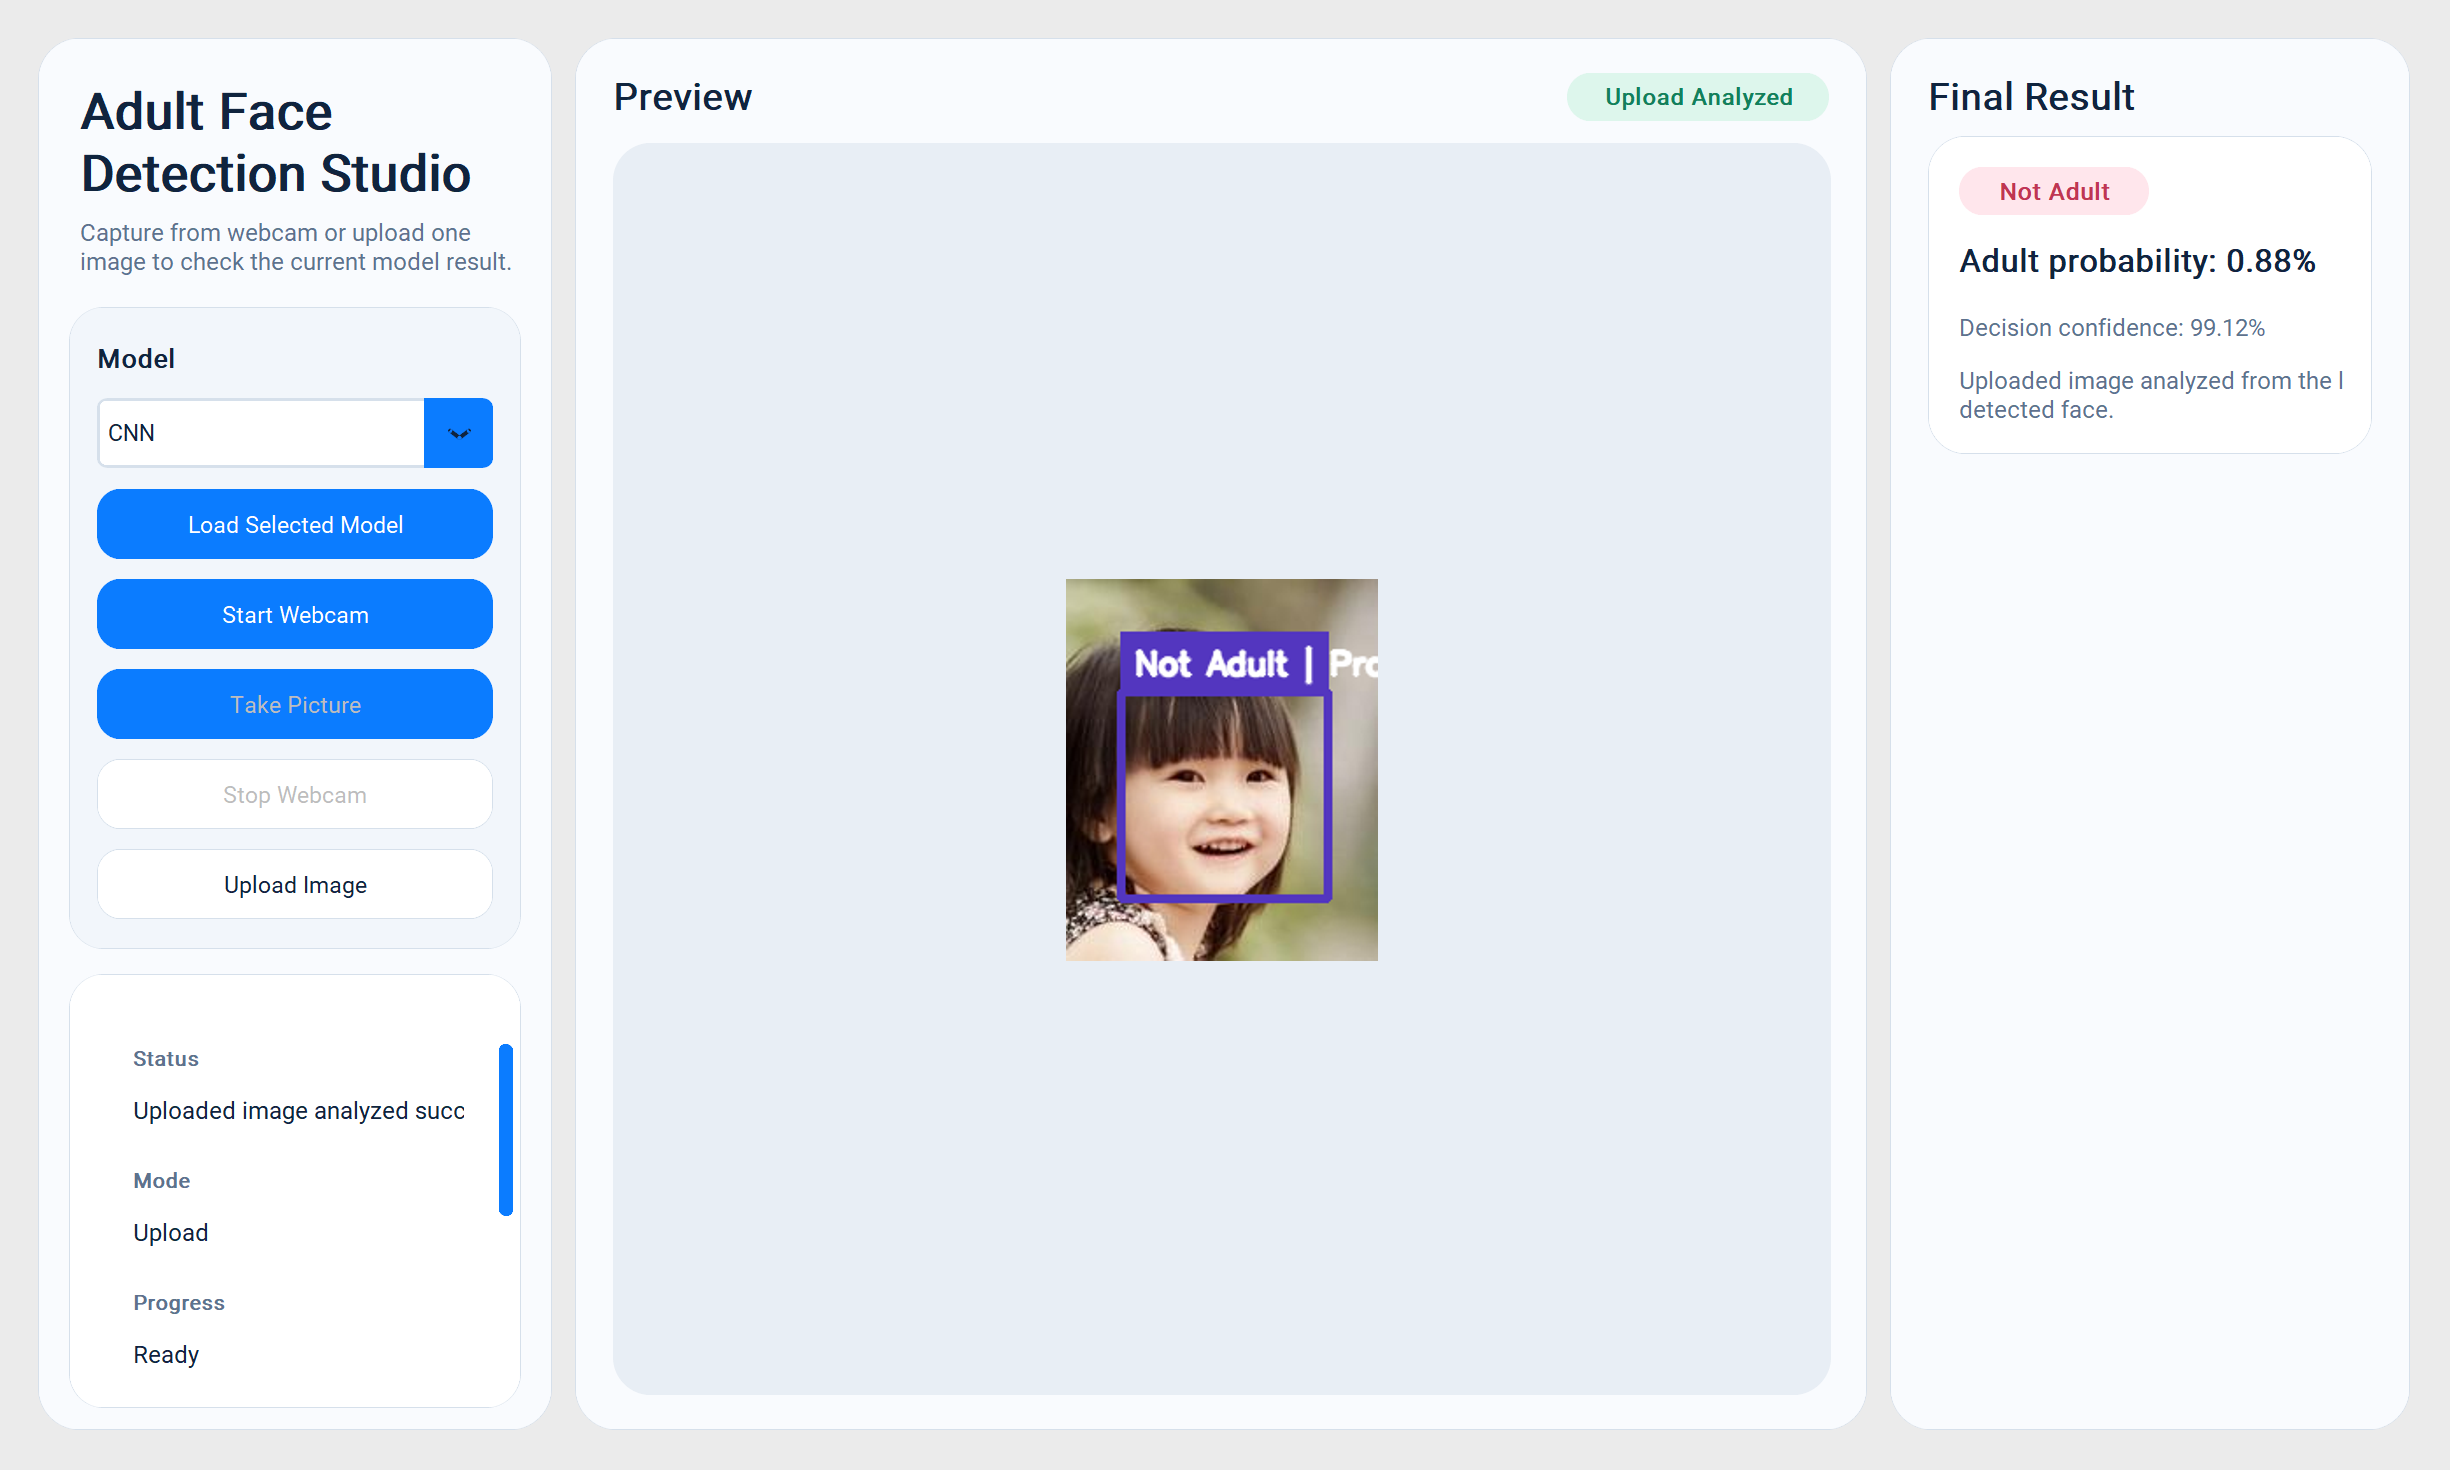 Adult Face
Detection Studio
Capture from webcam or upload one
image to check the current model result.
Model
CNN
Load Selected Model
Start Webcam
Take Picture
Stop Webcam
Upload Image
Status
Uploaded image analyzed succ
Mode
Upload
Progress
Ready
Preview
Upload Analyzed
Not Adult | Pro
Final Result
Not Adult
Adult probability: 0.88%
Decision confidence: 99.12%
Uploaded image analyzed from the l
detected face.